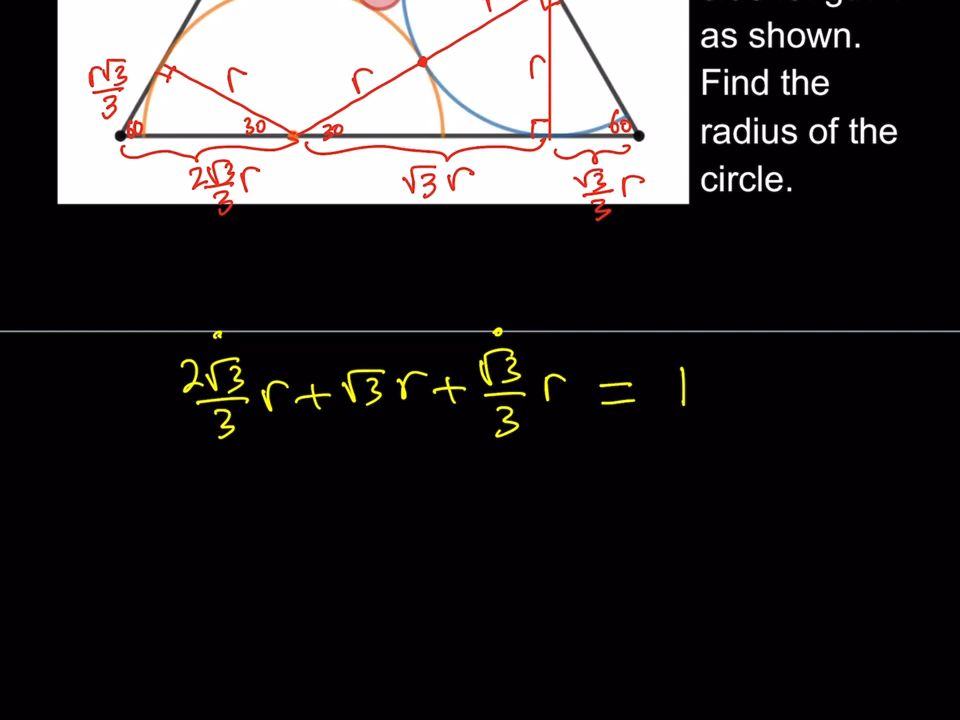 as shown.
Find the
radius of the
circle.
r√3/3
r
r
r
60
30
30
60
2√3/3 r
√3 r
√3/3 r
2√3/3 r + √3 r + √3/3 r = 1